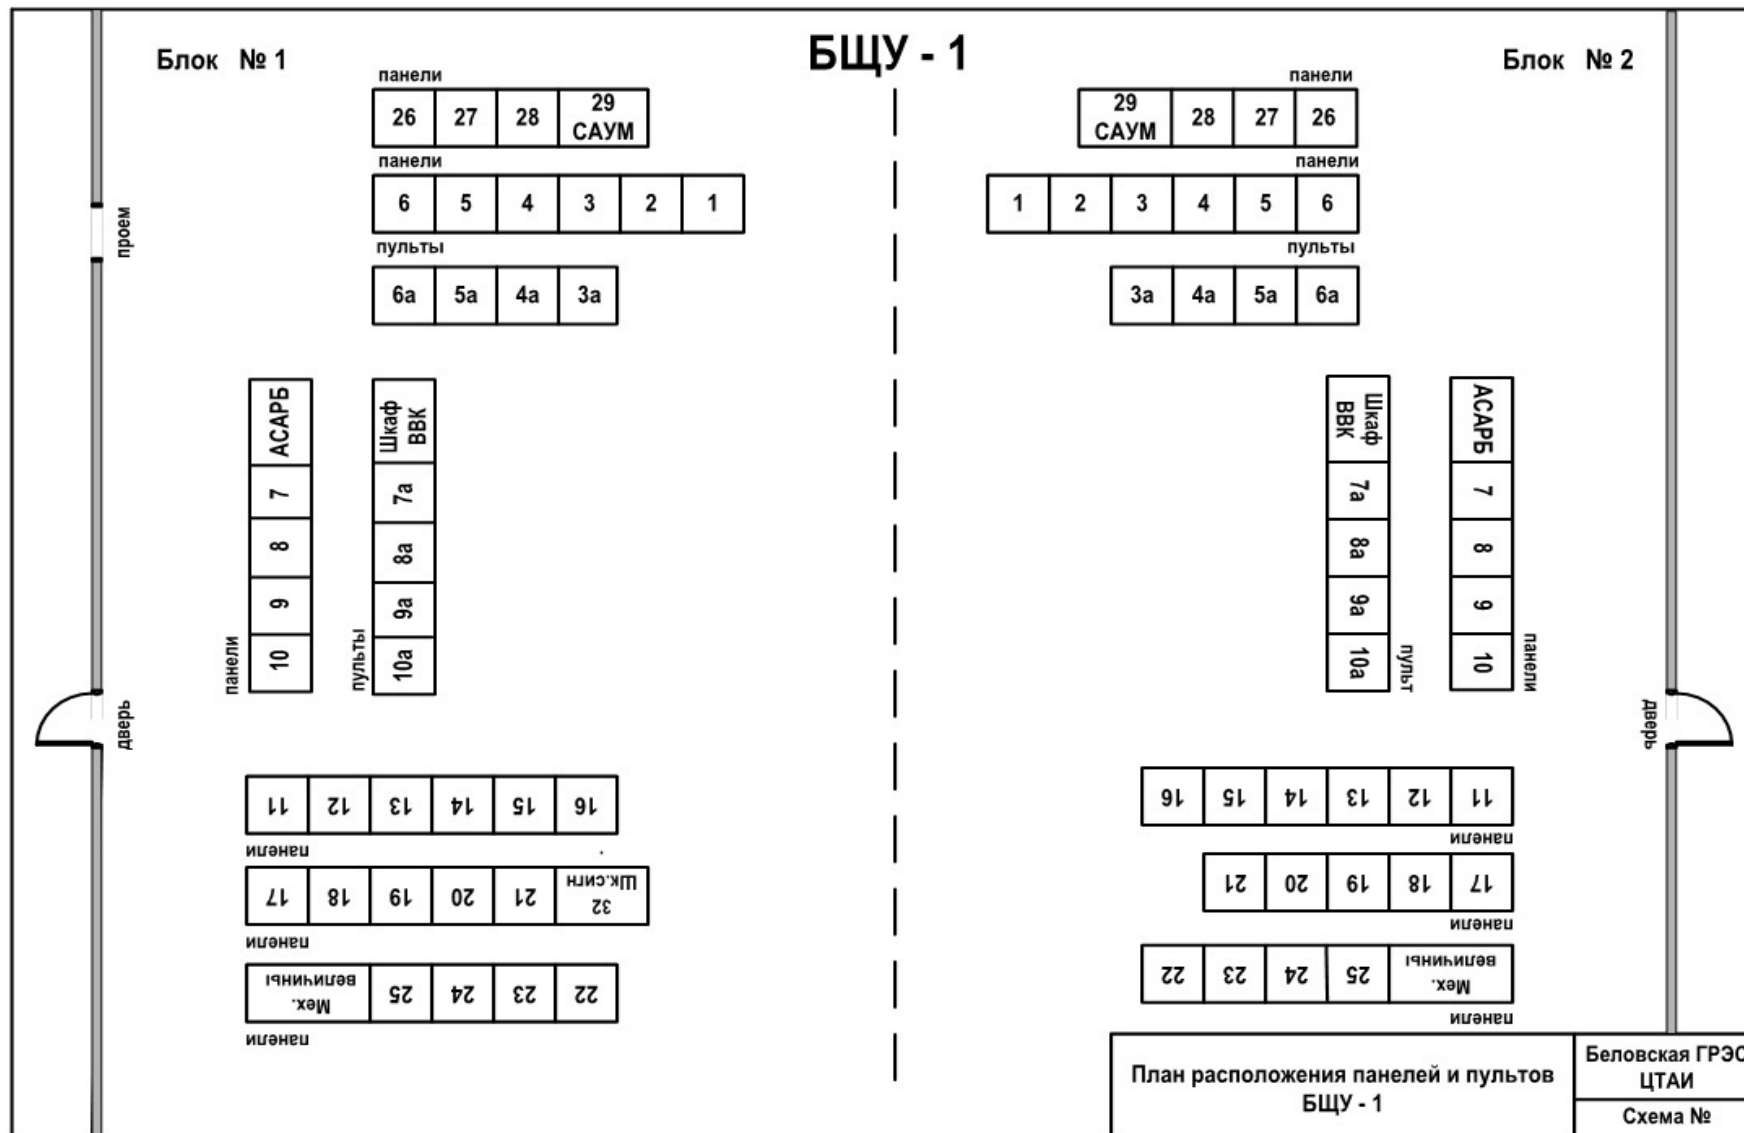 БЩУ - 1
Блок № 1
Блок № 2
панели
26 27 28 29 САУМ
панели
6 5 4 3 2 1
пульты
6а 5а 4а 3а
проем
АСАРБ
7
8
9
10
панели
Шкаф
ВВК
7а
8а
9а
10а
пульты
дверь
11 12 13 14 15 16
панели
17 18 19 20 21 32
Шк.сигн
панели
Мех.
величины
25 24 23 22
панели
панели
29 САУМ 28 27 26
панели
1 2 3 4 5 6
пульты
3а 4а 5а 6а
Шкаф
ВВК
7а
8а
9а
10а
пульт
АСАРБ
7
8
9
10
панели
дверь
16 15 14 13 12 11
панели
21 20 19 18 17
панели
22 23 24 25
Мех.
величины
панели
План расположения панелей и пультов
БЩУ - 1
Беловская ГРЭС
ЦТАИ
Схема №